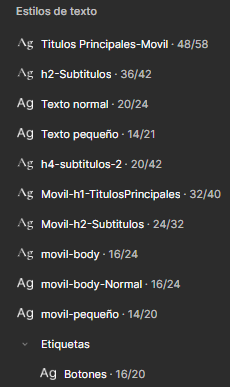 Estilos de texto
Ag Titulos Principales-Movil · 48/58
Ag h2-Subtitulos · 36/42
Ag Texto normal · 20/24
Ag Texto pequeño · 14/21
Ag h4-subtitulos-2 · 20/42
Ag Movil-h1-TitulosPrincipales · 32/40
Ag Movil-h2-Subtitulos · 24/32
Ag movil-body · 16/24
Ag movil-body-Normal · 16/24
Ag movil-pequeño · 14/20
Etiquetas
Ag Botones · 16/20